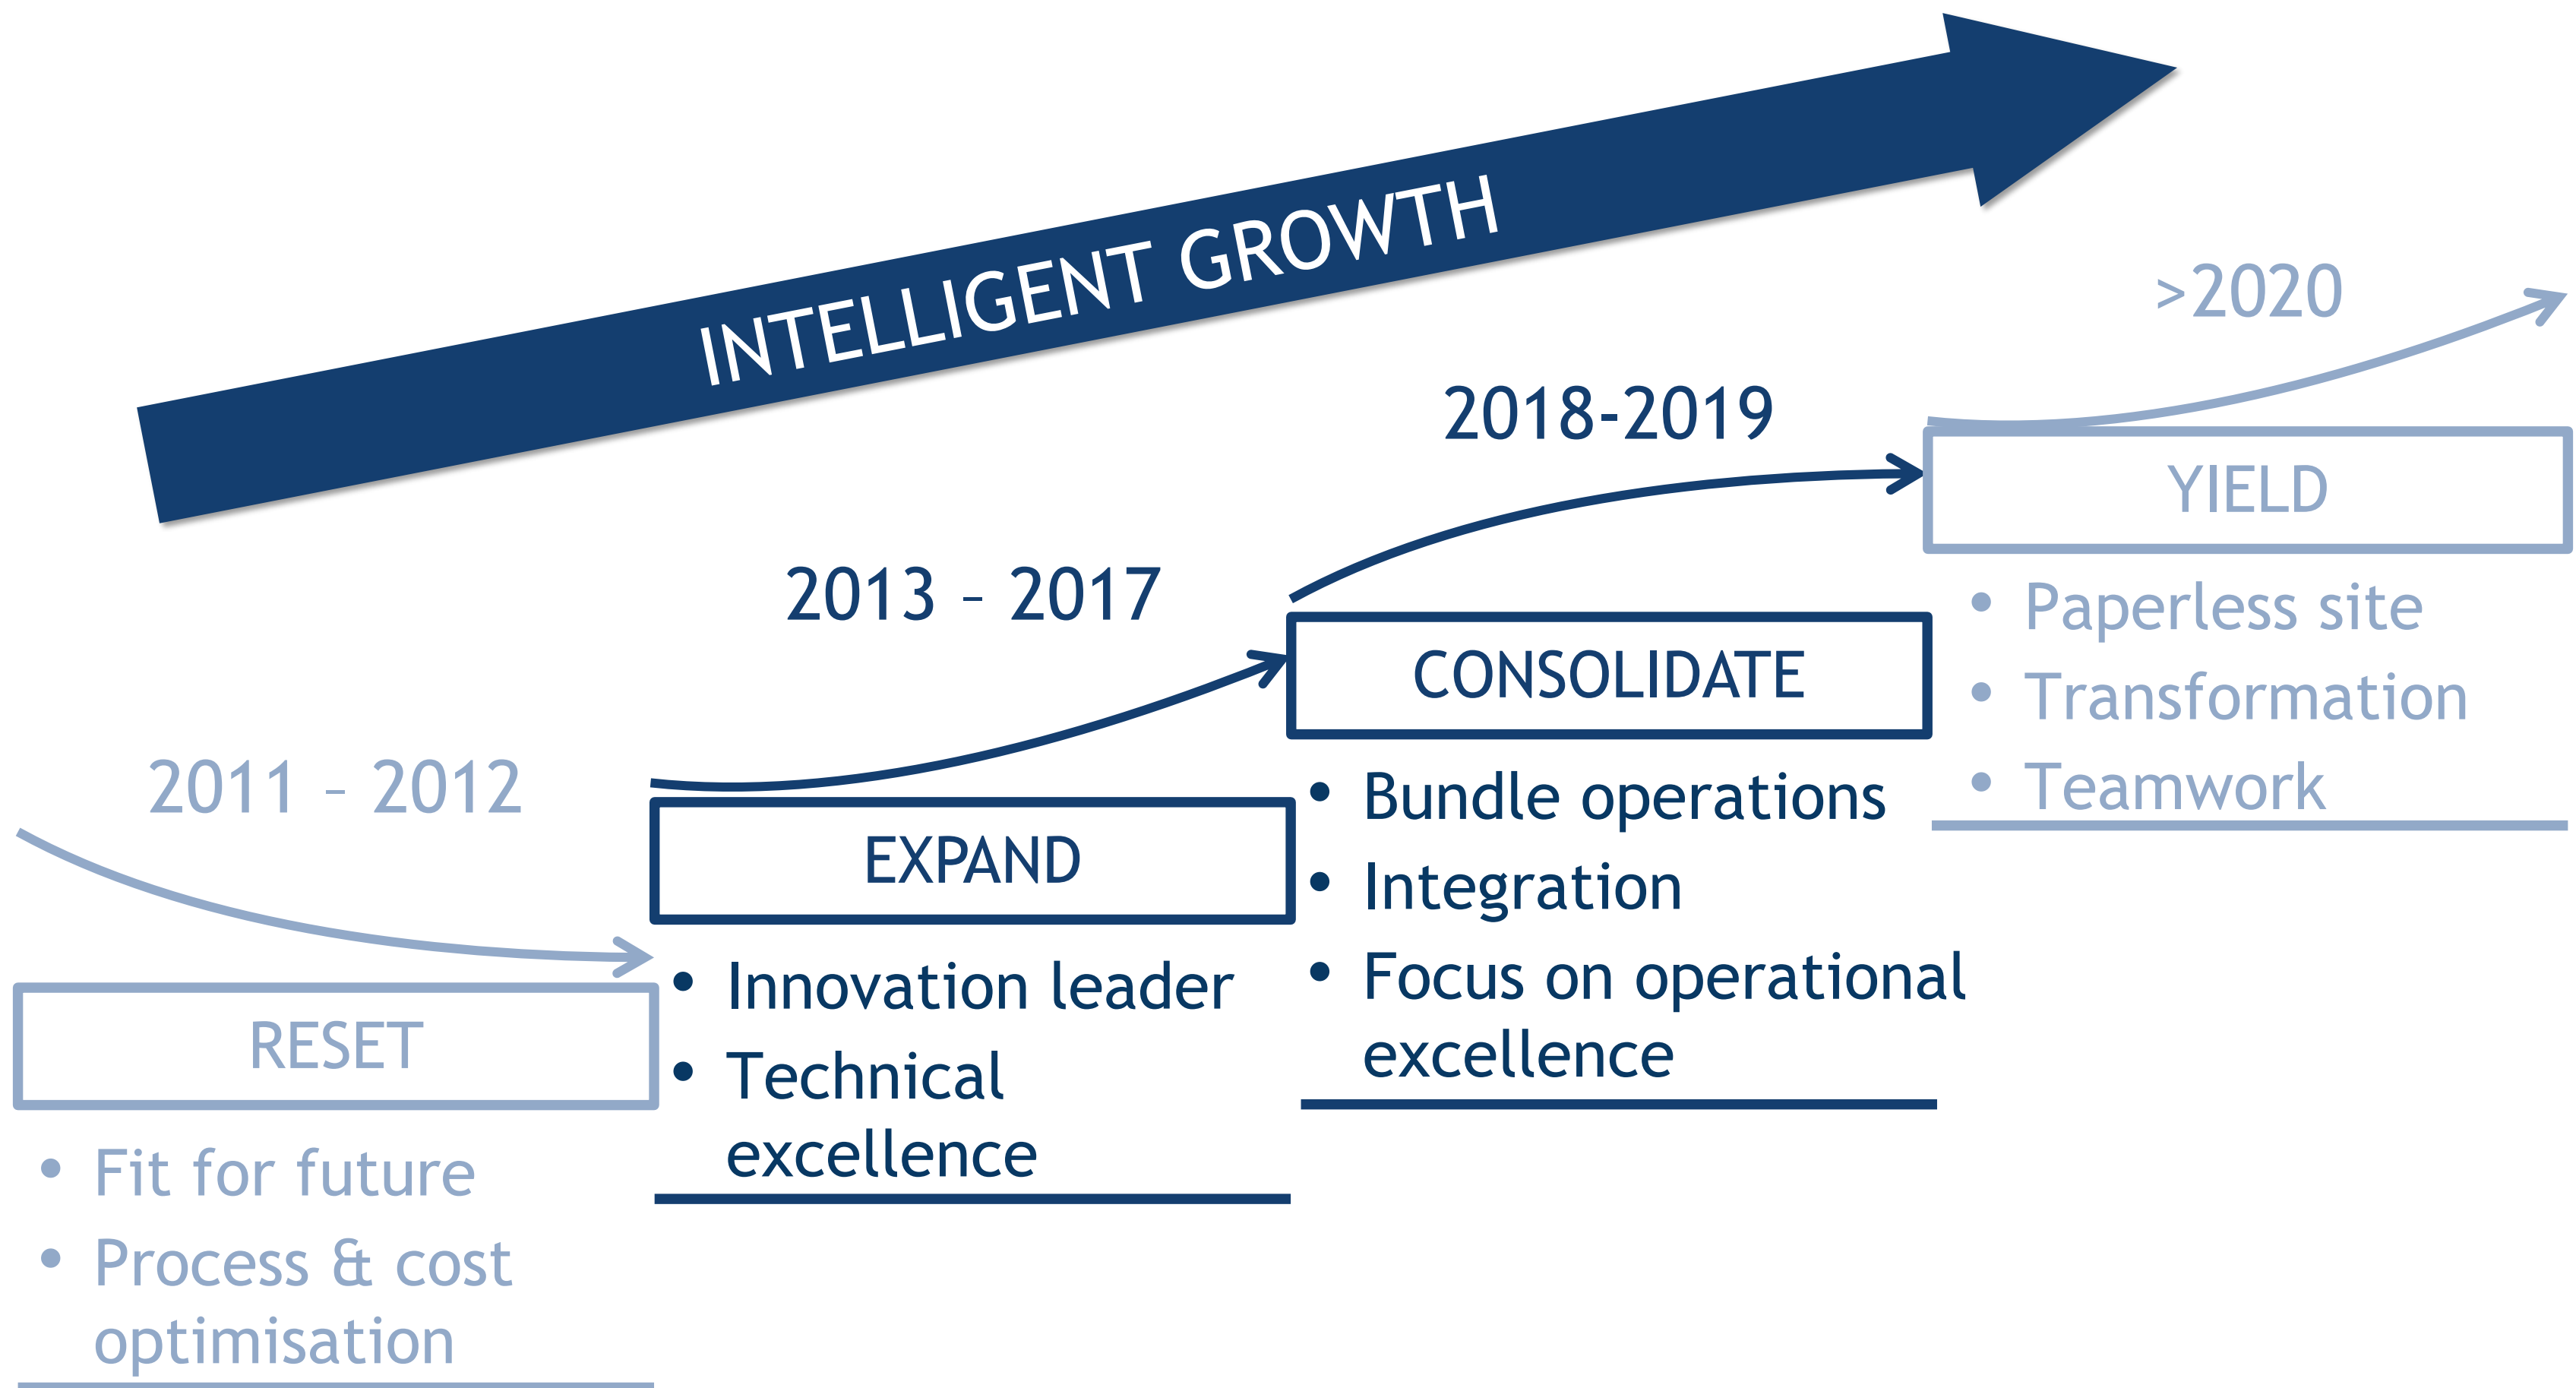 INTELLIGENT GROWTH
2011 – 2012
RESET
• Fit for future
• Process & cost
optimisation
2013 – 2017
EXPAND
• Innovation leader
• Technical
excellence
2018-2019
CONSOLIDATE
• Bundle operations
• Integration
• Focus on operational
excellence
>2020
YIELD
• Paperless site
• Transformation
• Teamwork